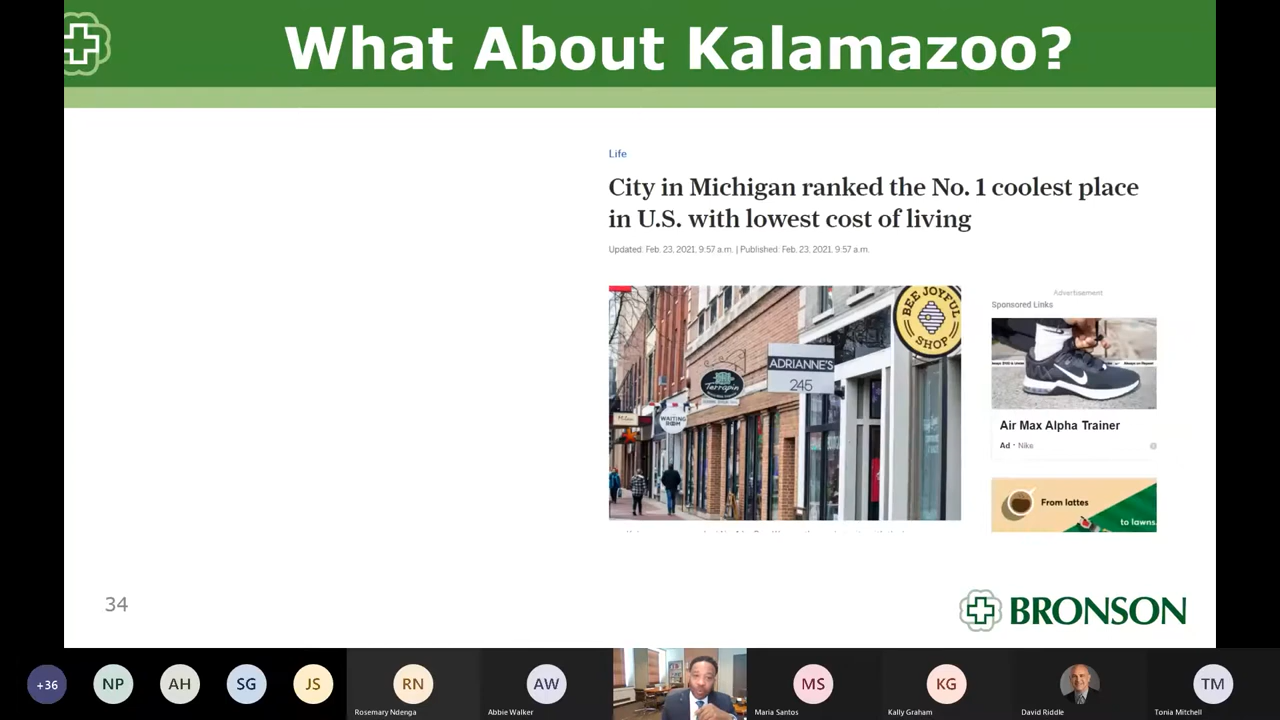 What About Kalamazoo?
Life
City in Michigan ranked the No. 1 coolest place
in U.S. with lowest cost of living
Updated: Feb. 23, 2021, 9:57 a.m. | Published: Feb. 23, 2021, 9:57 a.m.
Advertisement
Sponsored Links
BEE JOYFUL
SHOP
ADRIANNE'S
245
Terrapin
WAITING
ROOM
Air Max Alpha Trainer
Ad · Nike
From lattes
to lawns
34
BRONSON
+36
NP
AH
SG
JS
RN
Rosemary Ndenga
AW
Abbie Walker
MS
Maria Santos
KG
Kally Graham
David Riddle
TM
Tonia Mitchell